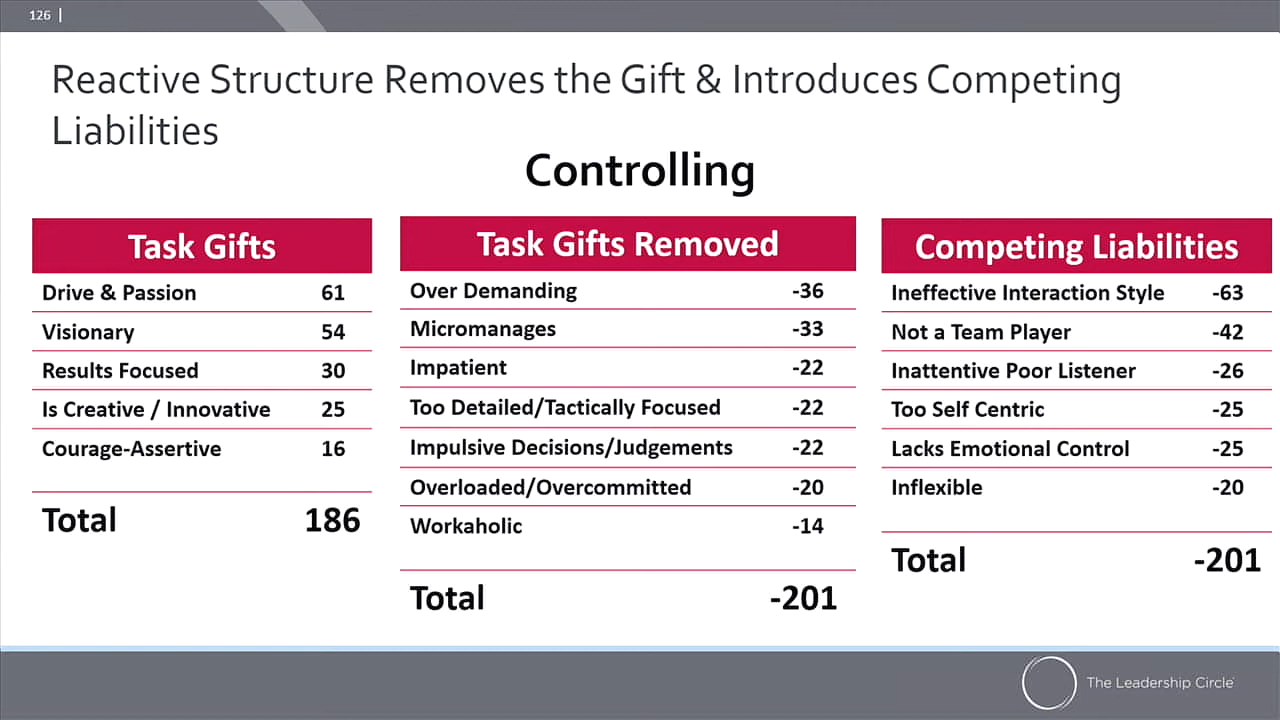 126 |
Reactive Structure Removes the Gift & Introduces Competing
Liabilities
Controlling
Task Gifts
Drive & Passion 61
Visionary 54
Results Focused 30
Is Creative / Innovative 25
Courage-Assertive 16
Total 186
Task Gifts Removed
Over Demanding -36
Micromanages -33
Impatient -22
Too Detailed/Tactically Focused -22
Impulsive Decisions/Judgements -22
Overloaded/Overcommitted -20
Workaholic -14
Total -201
Competing Liabilities
Ineffective Interaction Style -63
Not a Team Player -42
Inattentive Poor Listener -26
Too Self Centric -25
Lacks Emotional Control -25
Inflexible -20
Total -201
The Leadership Circle